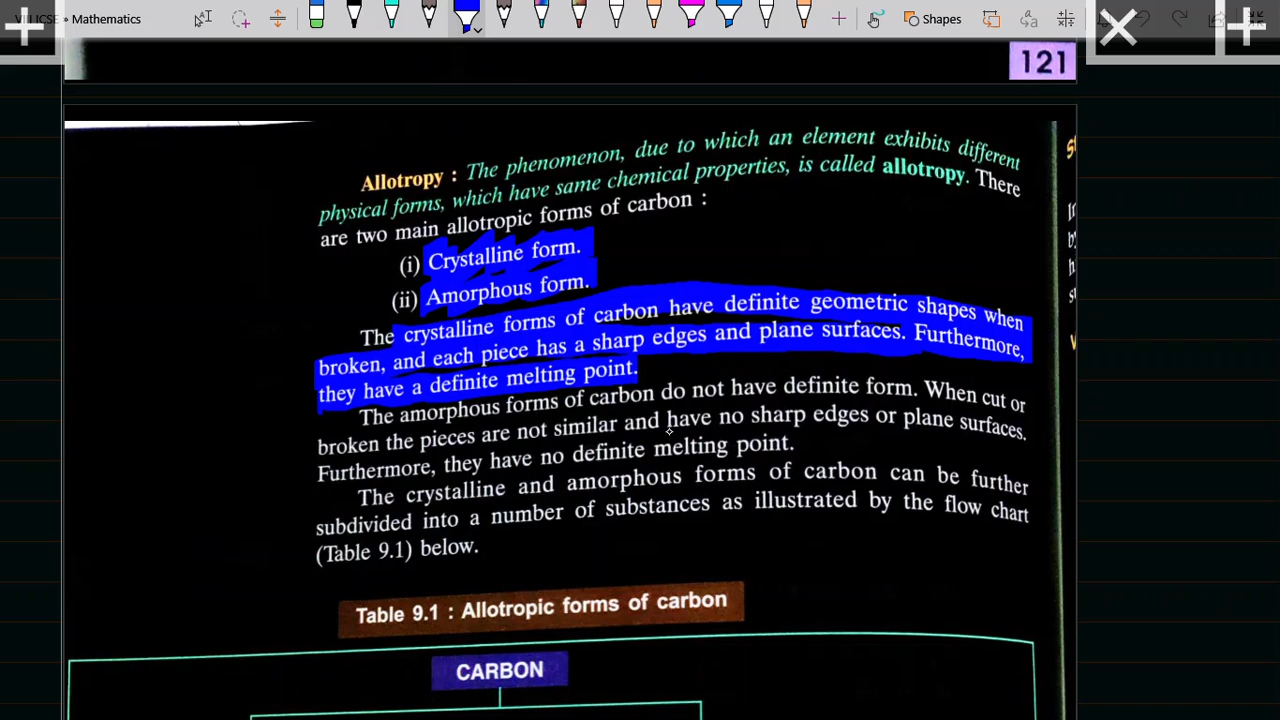 VIII ICSE » Mathematics
Shapes
121
Allotropy : The phenomenon, due to which an element exhibits different
physical forms, which have same chemical properties, is called allotropy. There
are two main allotropic forms of carbon :
(i) Crystalline form.
(ii) Amorphous form.
The crystalline forms of carbon have definite geometric shapes when
broken, and each piece has a sharp edges and plane surfaces. Furthermore,
they have a definite melting point.
The amorphous forms of carbon do not have definite form. When cut or
broken the pieces are not similar and have no sharp edges or plane surfaces.
Furthermore, they have no definite melting point.
The crystalline and amorphous forms of carbon can be further
subdivided into a number of substances as illustrated by the flow chart
(Table 9.1) below.
Table 9.1 : Allotropic forms of carbon
CARBON